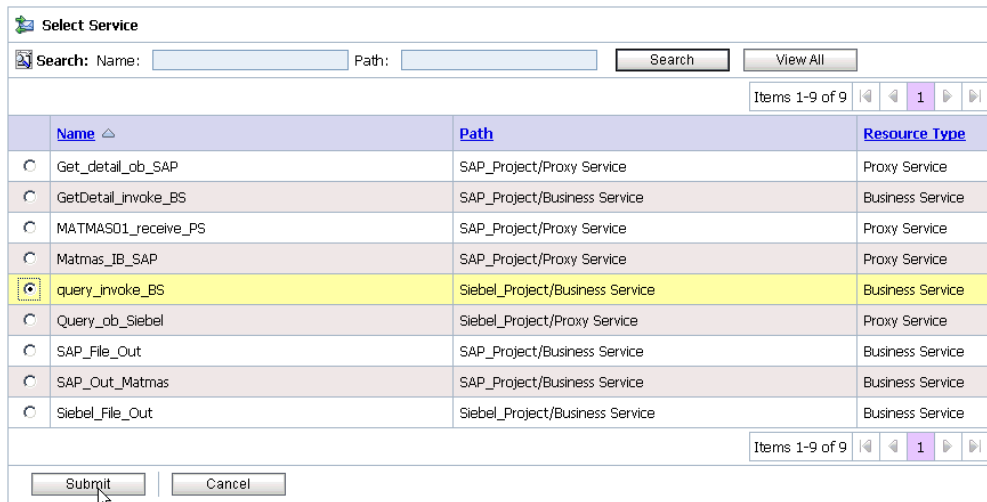 Select Service
Search: Name: Path: Search View All
Items 1-9 of 9 1
Name Path Resource Type
Get_detail_ob_SAP SAP_Project/Proxy Service Proxy Service
GetDetail_invoke_BS SAP_Project/Business Service Business Service
MATMAS01_receive_PS SAP_Project/Proxy Service Proxy Service
Matmas_IB_SAP SAP_Project/Proxy Service Proxy Service
query_invoke_BS Siebel_Project/Business Service Business Service
Query_ob_Siebel Siebel_Project/Proxy Service Proxy Service
SAP_File_Out SAP_Project/Business Service Business Service
SAP_Out_Matmas SAP_Project/Business Service Business Service
Siebel_File_Out Siebel_Project/Business Service Business Service
Items 1-9 of 9 1
Submit Cancel